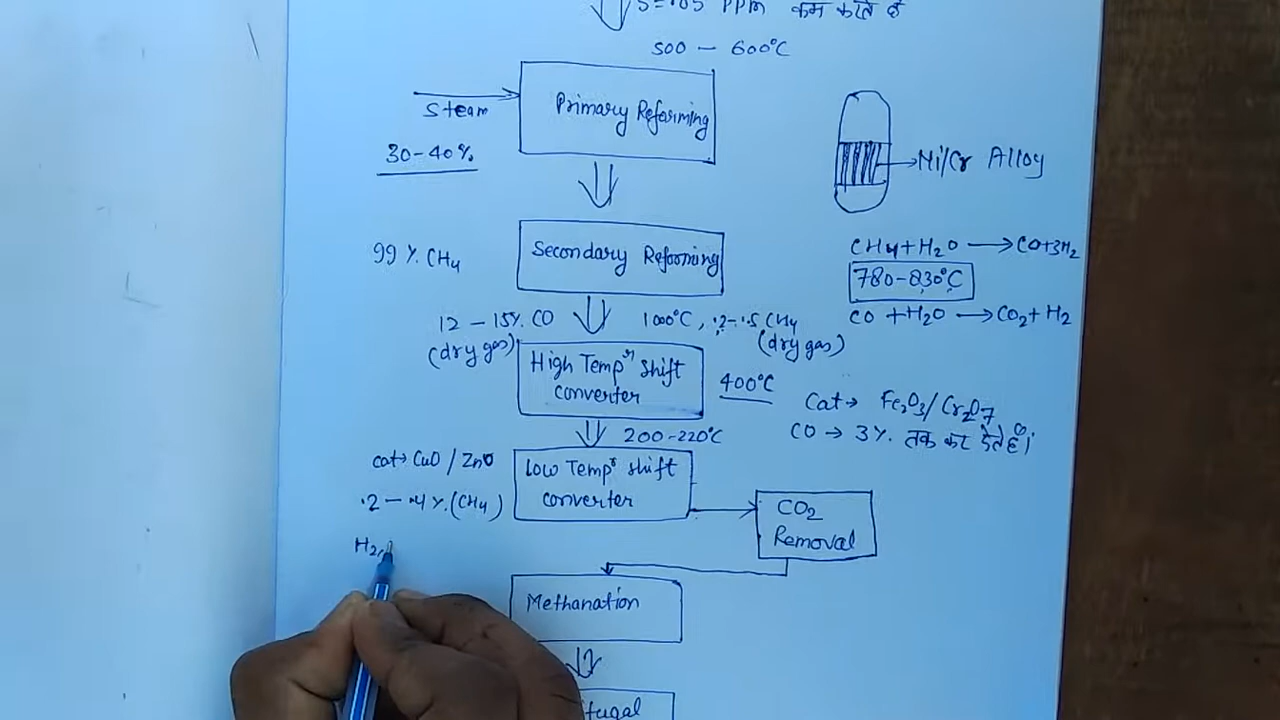 S=.05 PPM कम करते है
500 – 600°C
Steam
Primary Reforming
30-40%
Ni/Cr Alloy
99 %. CH4
Secondary Reforming
CH4+H2O → CO+3H2
780-830°C
CO +H2O → CO2+ H2
12 – 15%. CO
(dry gas)
1000°C, .2-.5 CH4
(dry gas)
High Tempʳ shift
converter
400°C
Cat→ Fe2O3/Cr2O7
CO → 3%. तक कर देते है।
200-220°C
cat→ CuO / ZnO
.2 – .4 %.(CH4)
Low Tempʳ shift
converter
CO2
Removal
H2,
Methanation